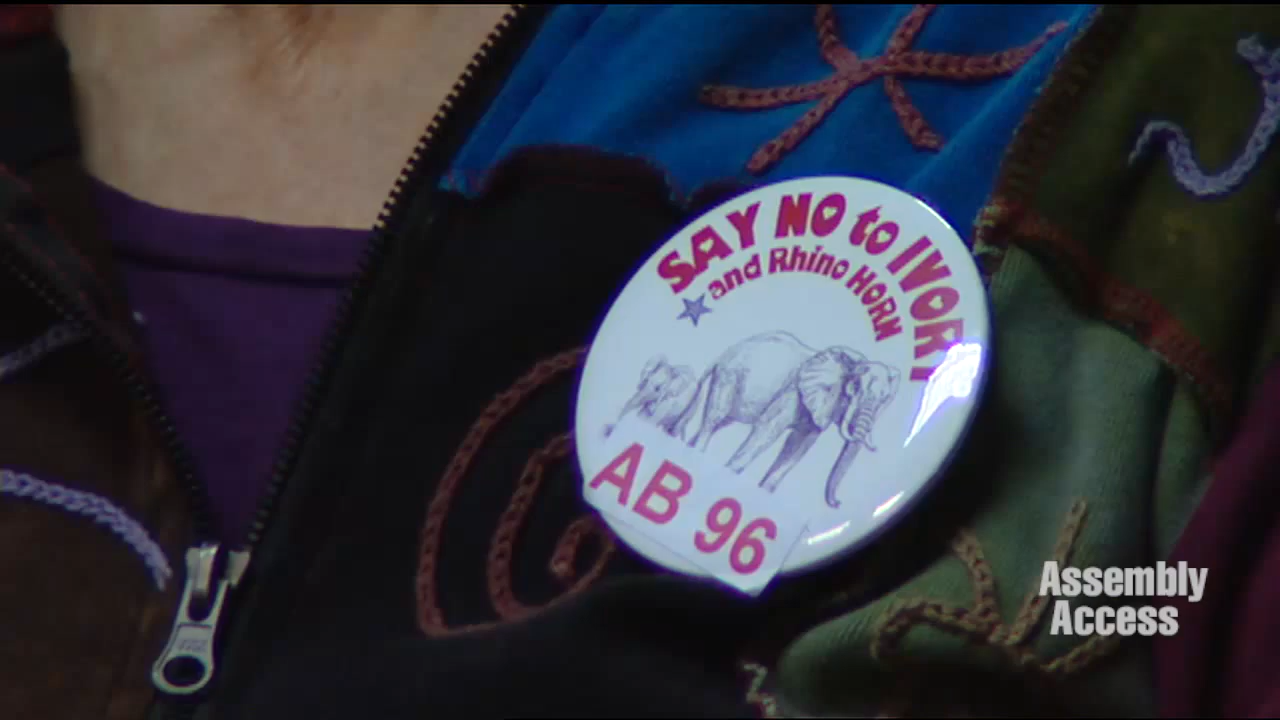 SAY NO to IVORY
and Rhino HORN
AB 96
Assembly
Access